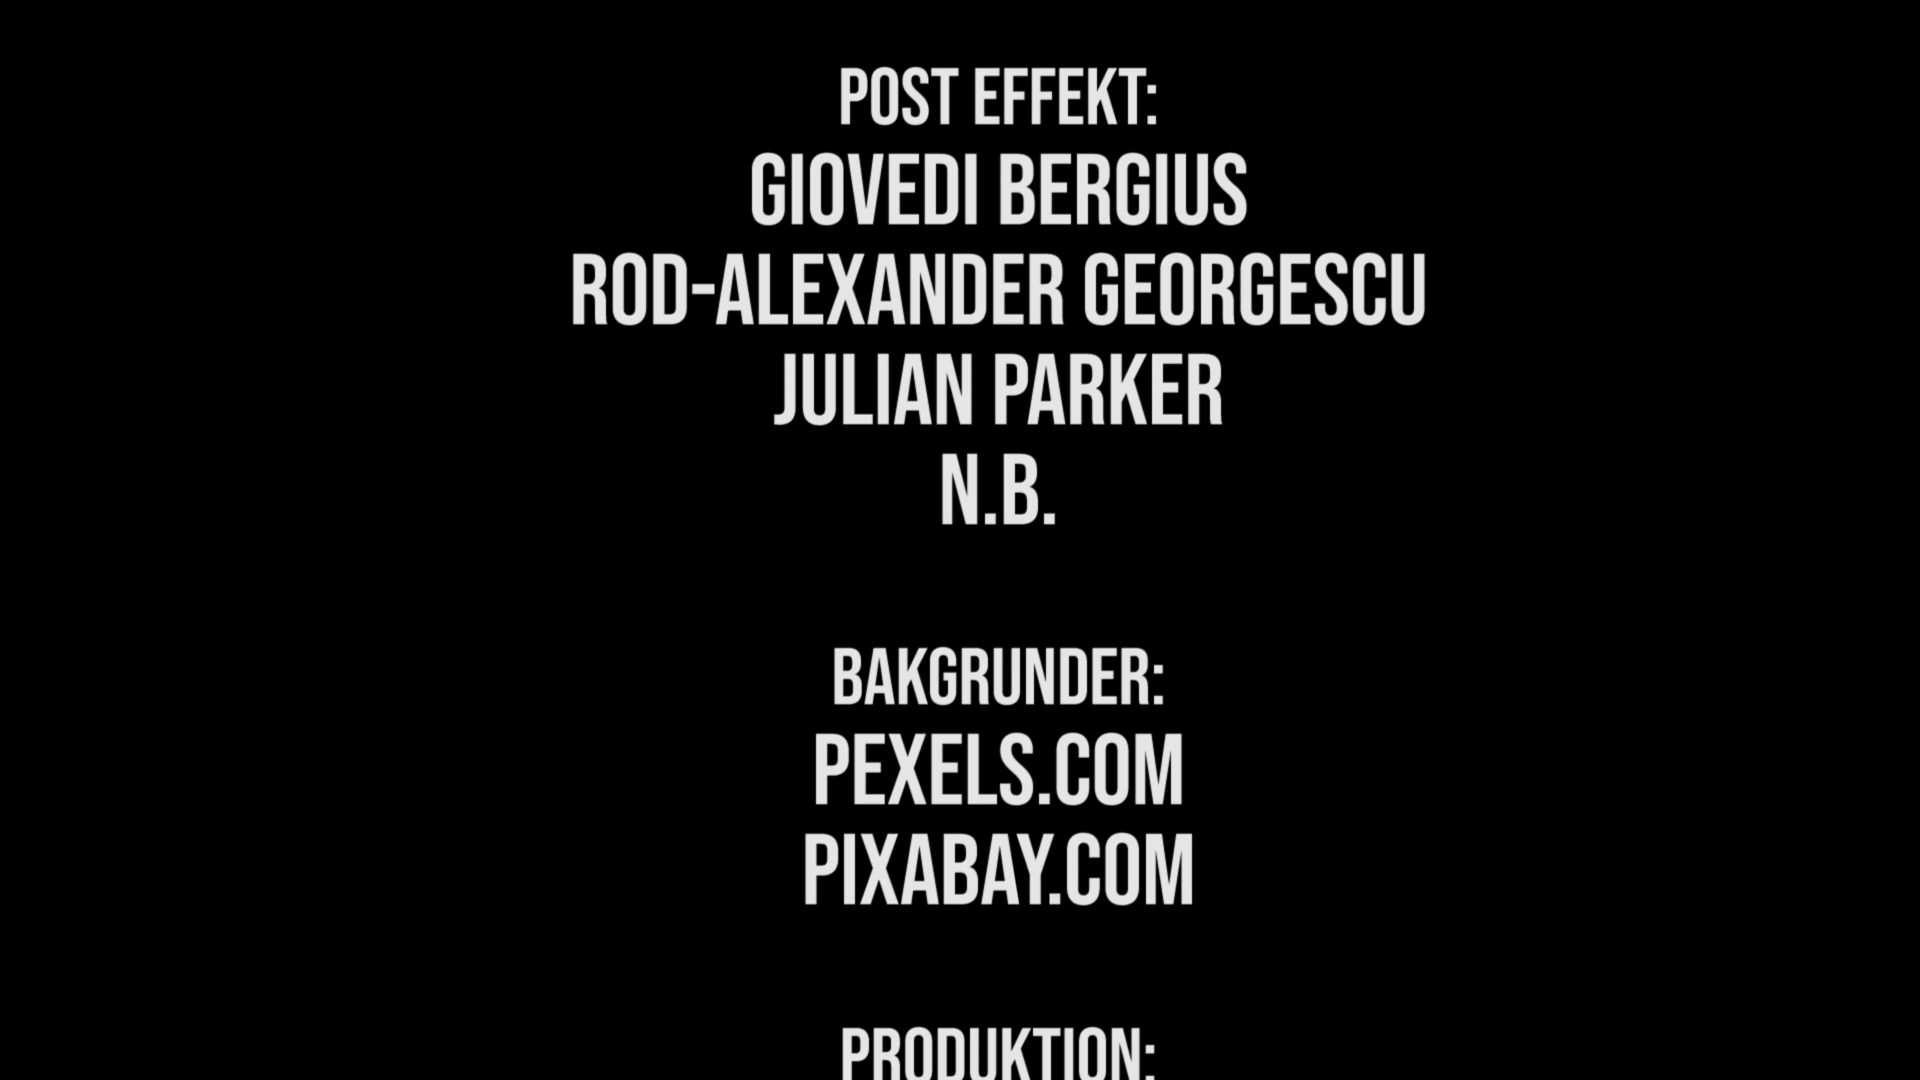 POST EFFEKT:
GIOVEDI BERGIUS
ROD-ALEXANDER GEORGESCU
JULIAN PARKER
N.B.
BAKGRUNDER:
PEXELS.COM
PIXABAY.COM
PRODUKTION: